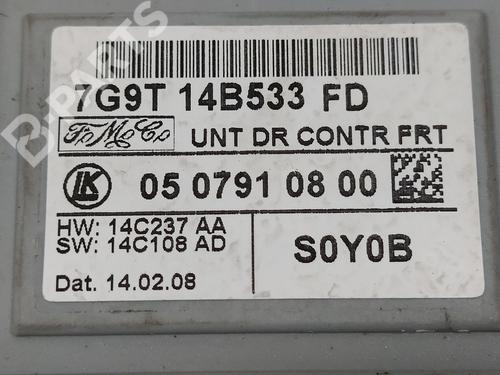 7G9T 14B533 FD
FoMoCo UNT DR CONTR FRT
LK 05 0791 08 00
HW: 14C237 AA
SW: 14C108 AD
S0Y0B
Dat. 14.02.08
B-PARTS